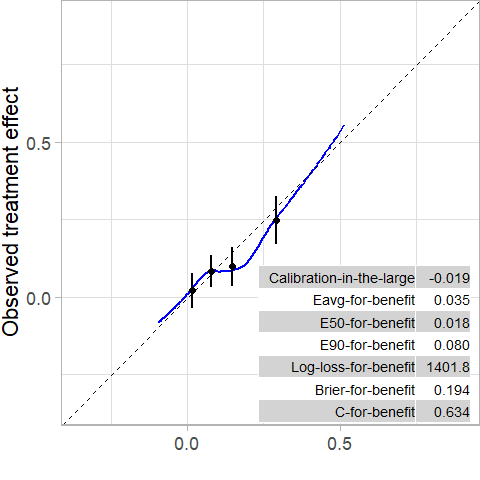 Observed treatment effect
0.5
0.0
Calibration-in-the-large -0.019
Eavg-for-benefit 0.035
E50-for-benefit 0.018
E90-for-benefit 0.080
Log-loss-for-benefit 1401.8
Brier-for-benefit 0.194
C-for-benefit 0.634
0.0 0.5